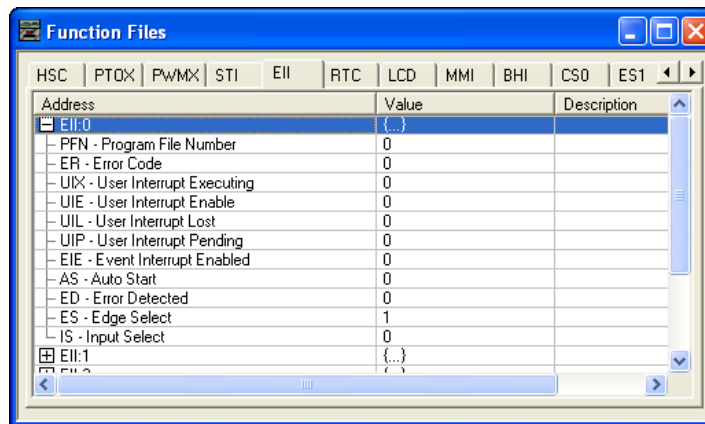 Function Files
HSC PTOX PWMX STI EII RTC LCD MMI BHI CS0 ES1
Address Value Description
EII:0 {...}
PFN - Program File Number 0
ER - Error Code 0
UIX - User Interrupt Executing 0
UIE - User Interrupt Enable 0
UIL - User Interrupt Lost 0
UIP - User Interrupt Pending 0
EIE - Event Interrupt Enabled 0
AS - Auto Start 0
ED - Error Detected 0
ES - Edge Select 1
IS - Input Select 0
EII:1 {...}